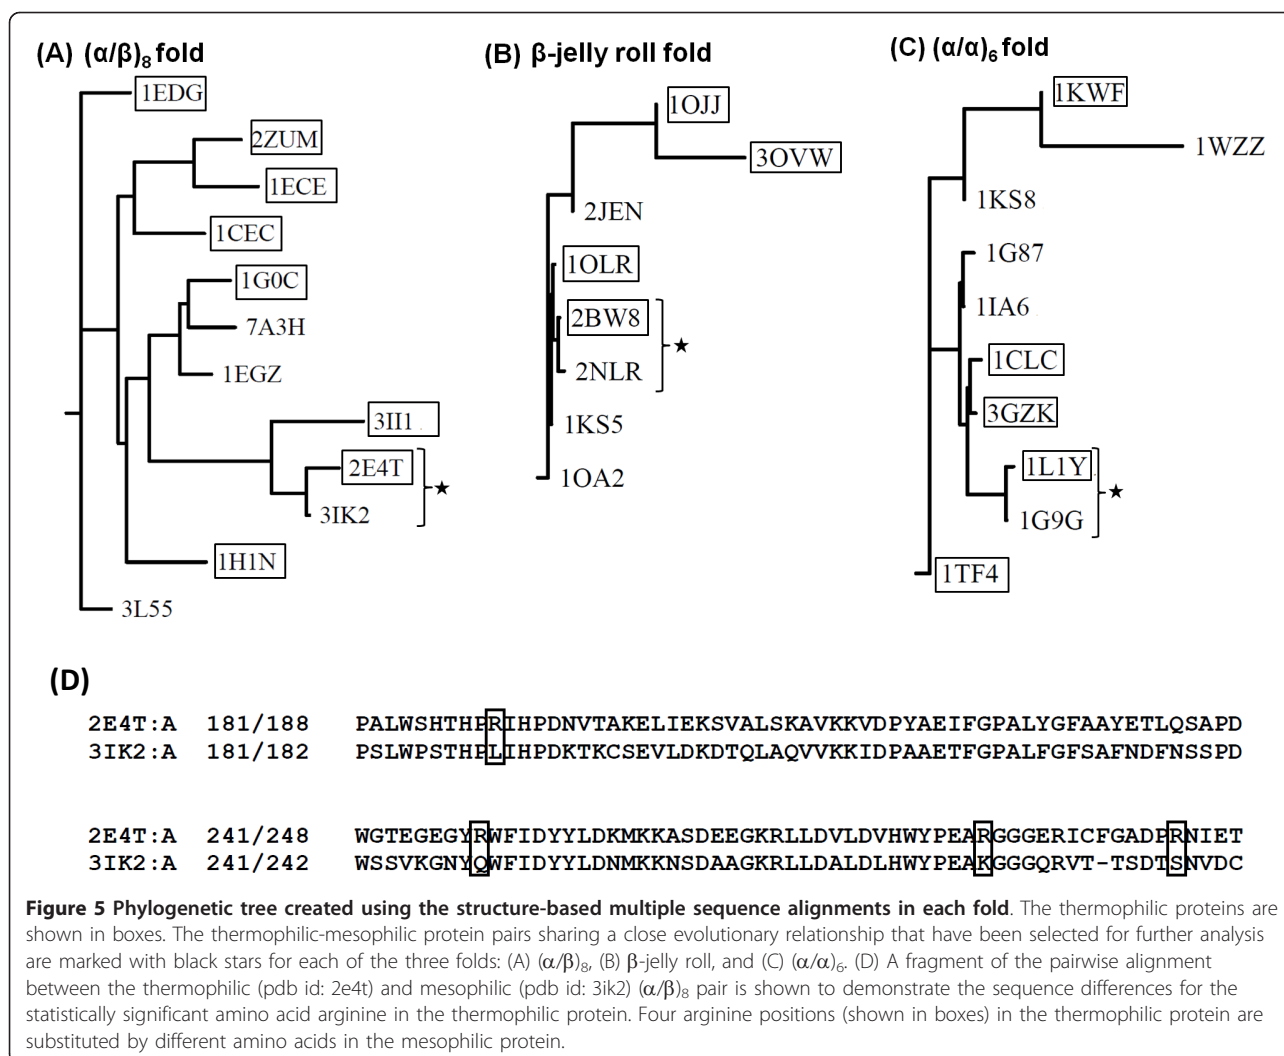 (A) (α/β)8 fold
1EDG
2ZUM
1ECE
1CEC
1G0C
7A3H
1EGZ
3II1
2E4T
★
3IK2
1H1N
3L55
(B) β-jelly roll fold
1OJJ
3OVW
2JEN
1OLR
2BW8
★
2NLR
1KS5
1OA2
(C) (α/α)6 fold
1KWF
1WZZ
1KS8
1G87
1IA6
1CLC
3GZK
1L1Y
★
1G9G
1TF4
(D)
2E4T:A 181/188 PALWSHTHPRIHPDNVTAKELIEKSVALSKAVKKVDPYAEIFGPALYGFAAYETLQSAPD
3IK2:A 181/182 PSLWPSTHPLIHPDKTKCSEVLDKDTQLAQVVKKIDPAAETFGPALFGFSAFNDFNSSPD
2E4T:A 241/248 WGTEGEGYRWFIDYYLDKMKKASDEEGKRLLDVLDVHWYPEARGGGERICFGADPRNIET
3IK2:A 241/242 WSSVKGNYQWFIDYYLDNMKKNSDAAGKRLLDALDLHWYPEAKGGGQRVT-TSDTSNVDC
Figure 5 Phylogenetic tree created using the structure-based multiple sequence alignments in each fold. The thermophilic proteins are
shown in boxes. The thermophilic-mesophilic protein pairs sharing a close evolutionary relationship that have been selected for further analysis
are marked with black stars for each of the three folds: (A) (α/β)8, (B) β-jelly roll, and (C) (α/α)6. (D) A fragment of the pairwise alignment
between the thermophilic (pdb id: 2e4t) and mesophilic (pdb id: 3ik2) (α/β)8 pair is shown to demonstrate the sequence differences for the
statistically significant amino acid arginine in the thermophilic protein. Four arginine positions (shown in boxes) in the thermophilic protein are
substituted by different amino acids in the mesophilic protein.